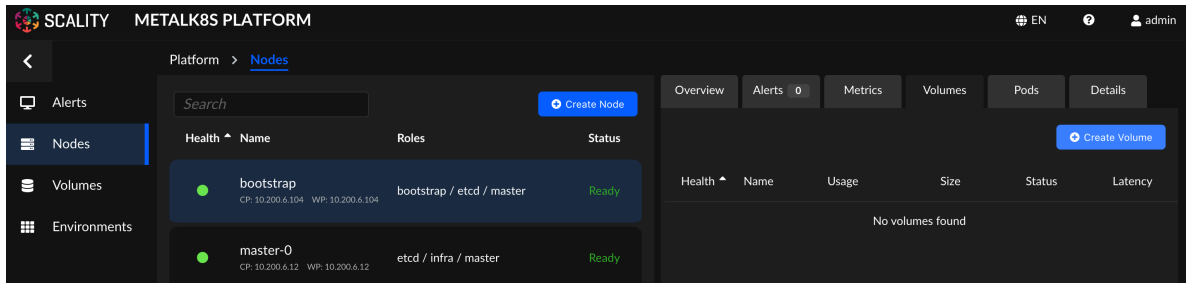 SCALITY METALK8S PLATFORM EN ? admin
Platform > Nodes
Alerts
Nodes
Volumes
Environments
Search
Create Node
Health Name Roles Status
bootstrap
CP: 10.200.6.104 WP: 10.200.6.104
bootstrap / etcd / master
Ready
master-0
CP: 10.200.6.12 WP: 10.200.6.12
etcd / infra / master
Ready
Overview Alerts 0 Metrics Volumes Pods Details
Create Volume
Health Name Usage Size Status Latency
No volumes found